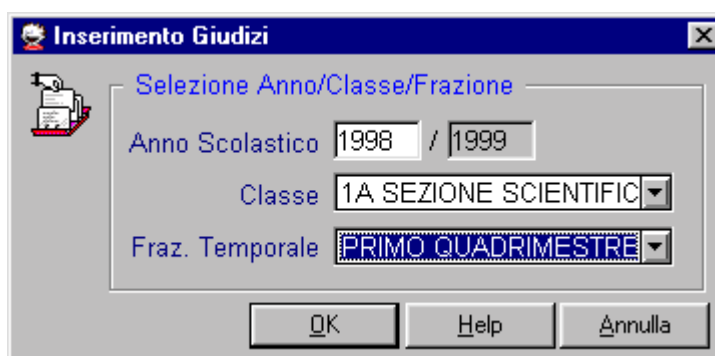 Inserimento Giudizi
Selezione Anno/Classe/Frazione
Anno Scolastico 1998 / 1999
Classe 1A SEZIONE SCIENTIFIC
Fraz. Temporale PRIMO QUADRIMESTRE
OK Help Annulla